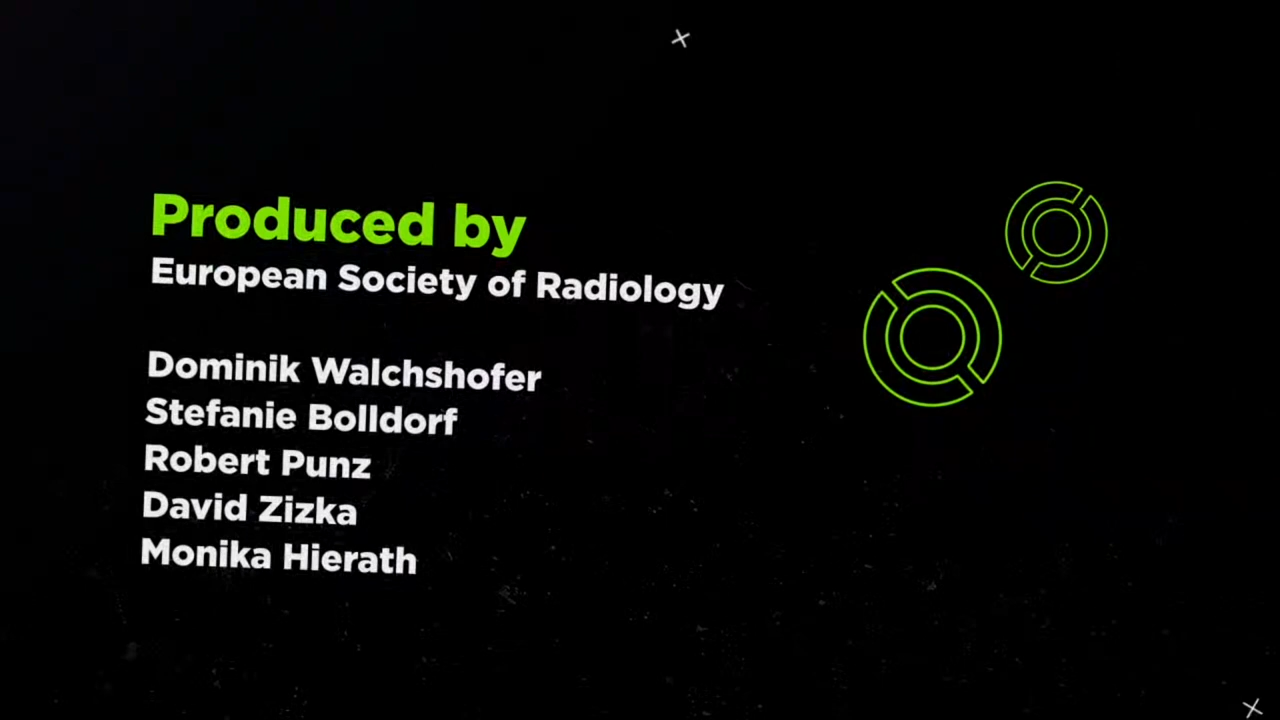 Produced by
European Society of Radiology
Dominik Walchshofer
Stefanie Bolldorf
Robert Punz
David Zizka
Monika Hierath